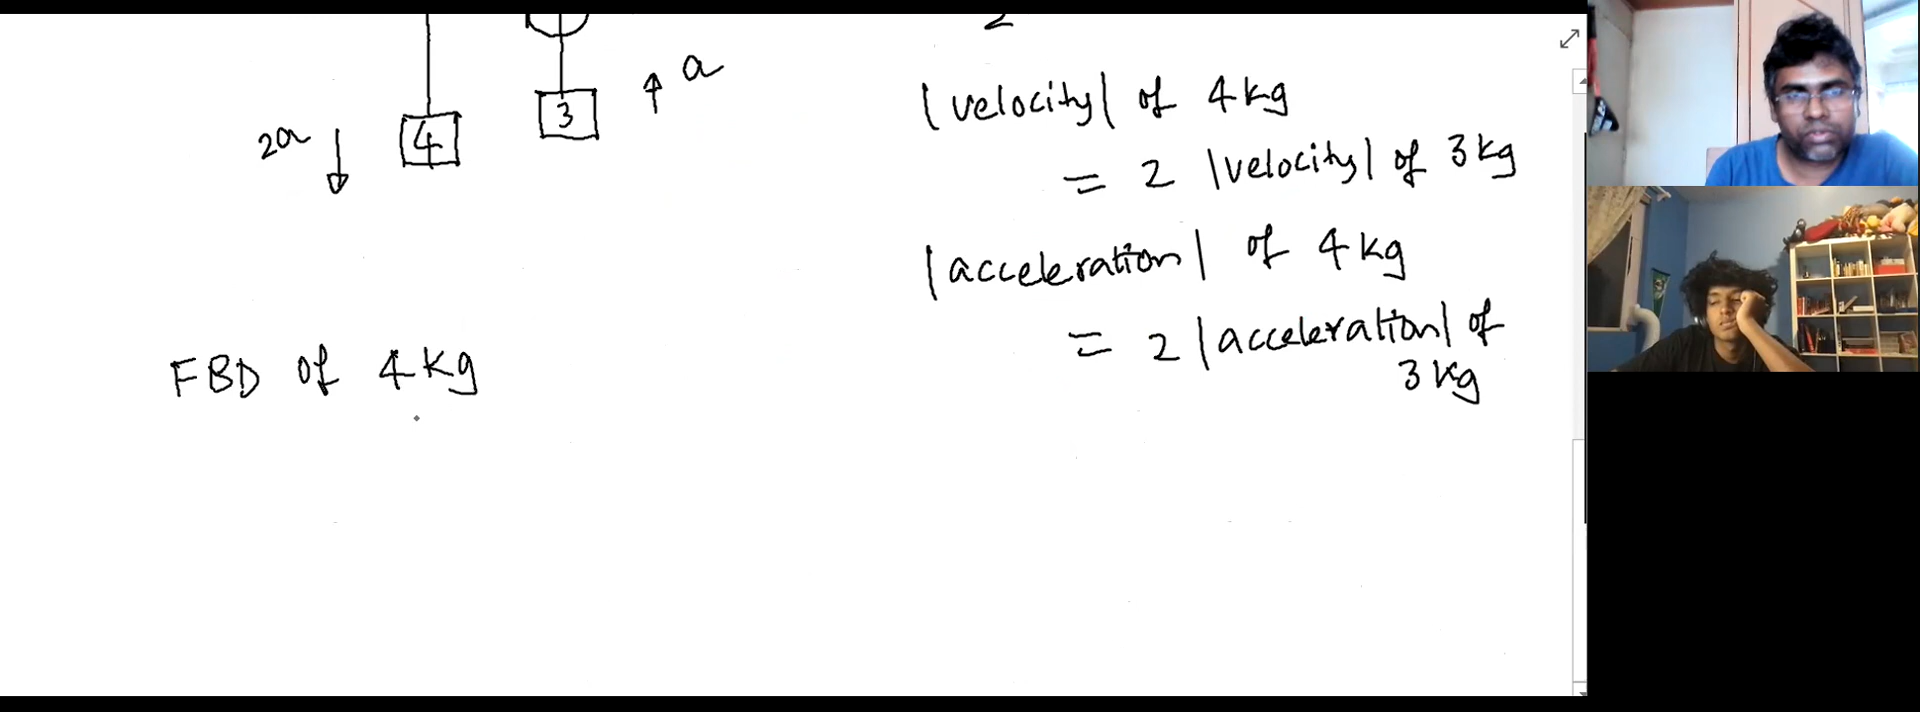 2
a
3
2a
4
|velocity| of 4kg
= 2 |velocity| of 3kg
|acceleration| of 4kg
= 2 |acceleration| of
3kg
FBD of 4kg